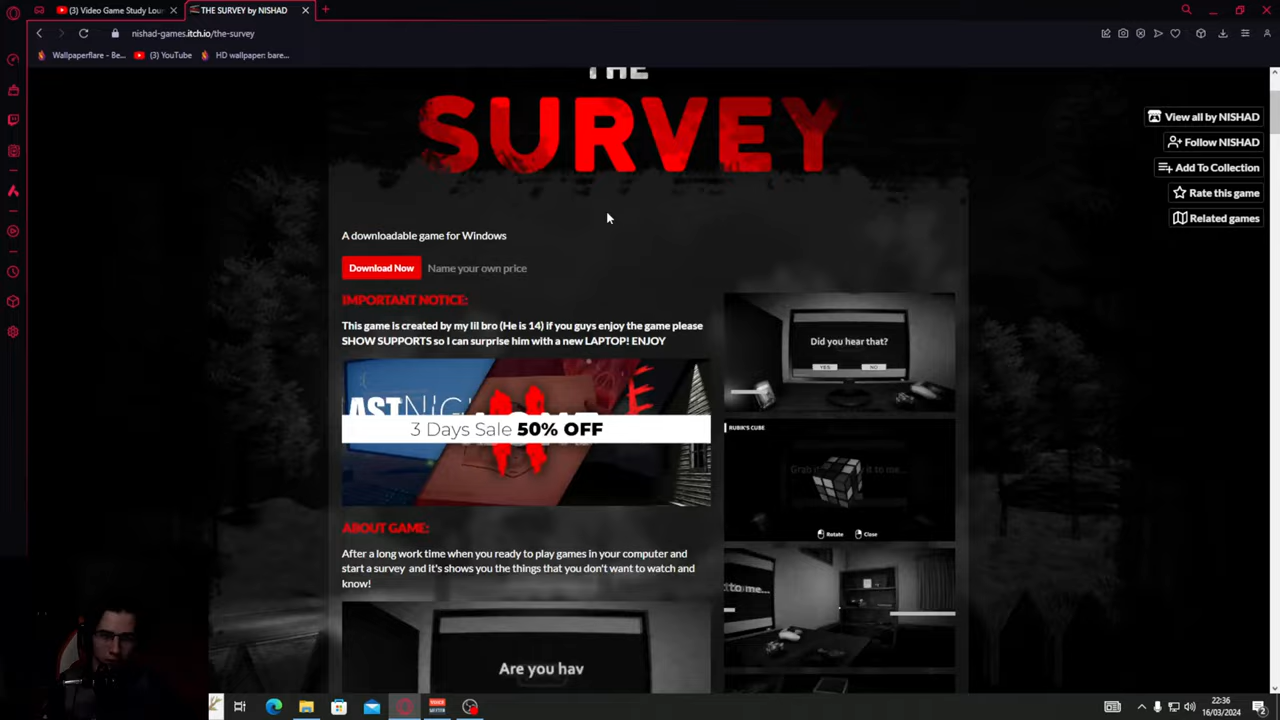 (3) Video Game Study Lou
THE SURVEY by NISHAD
nishad-games.itch.io/the-survey
Wallpaperflare - Be...
(3) YouTube
HD wallpaper: bare...
THE
SURVEY
View all by NISHAD
Follow NISHAD
Add To Collection
Rate this game
Related games
A downloadable game for Windows
Download Now
Name your own price
IMPORTANT NOTICE:
This game is created by my lil bro (He is 14) if you guys enjoy the game please
SHOW SUPPORTS so I can surprise him with a new LAPTOP! ENJOY
3 Days Sale 50% OFF
ABOUT GAME:
After a long work time when you ready to play games in your computer and
start a survey and it's shows you the things that you don't want to watch and
know!
Are you hav
Did you hear that?
YES
NO
RUBIK'S CUBE
Rotate
Close
to me...
22:36
16/03/2024